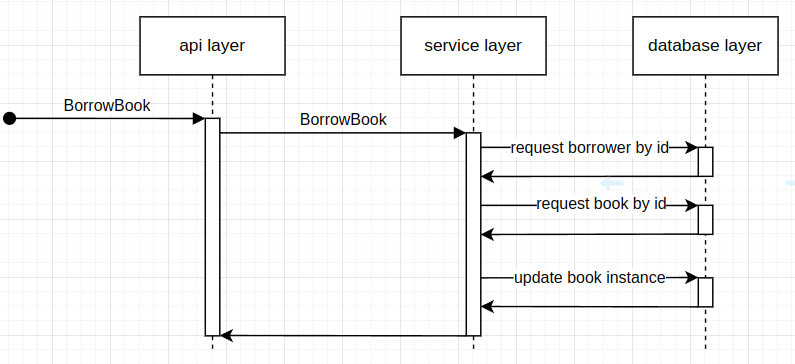 api layer
service layer
database layer
BorrowBook
BorrowBook
request borrower by id
request book by id
update book instance